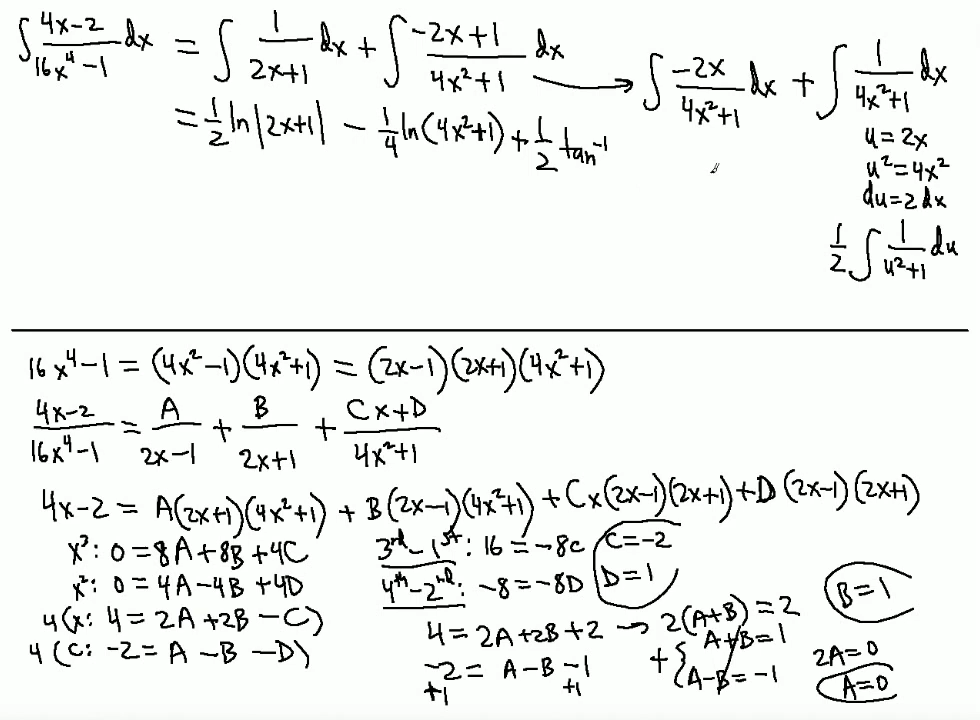 ∫ (4x-2)/(16x⁴-1) dx = ∫ 1/(2x+1) dx + ∫ (-2x+1)/(4x²+1) dx → ∫ (-2x)/(4x²+1) dx + ∫ 1/(4x²+1) dx
= 1/2 ln|2x+1| - 1/4 ln(4x²+1) + 1/2 tan⁻¹
u=2x
u²=4x²
du=2dx
1/2 ∫ 1/(u²+1) du
16x⁴-1 = (4x²-1)(4x²+1) = (2x-1)(2x+1)(4x²+1)
(4x-2)/(16x⁴-1) = A/(2x-1) + B/(2x+1) + (Cx+D)/(4x²+1)
4x-2 = A(2x+1)(4x²+1) + B(2x-1)(4x²+1) + Cx(2x-1)(2x+1) + D(2x-1)(2x+1)
x³: 0=8A+8B+4C
x²: 0=4A-4B+4D
4(x: 4=2A+2B-C)
4(c: -2=A-B-D)
3rd-1st: 16=-8c
4th-2nd: -8=-8D
C=-2
D=1
4=2A+2B+2 → 2(A+B)=2
-2=A-B-1
+1 +1
+{A+B=1
A-B=-1
2A=0
A=0
B=1